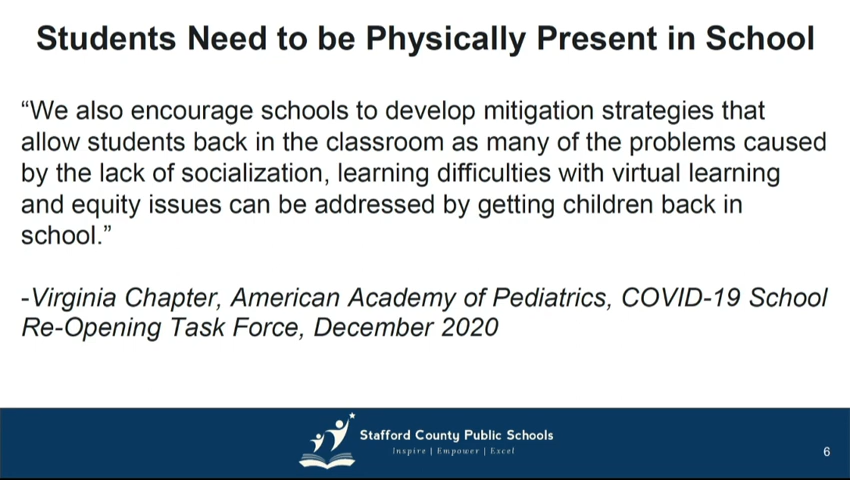 Students Need to be Physically Present in School
“We also encourage schools to develop mitigation strategies that
allow students back in the classroom as many of the problems caused
by the lack of socialization, learning difficulties with virtual learning
and equity issues can be addressed by getting children back in
school.”
-Virginia Chapter, American Academy of Pediatrics, COVID-19 School
Re-Opening Task Force, December 2020
Stafford County Public Schools
Inspire | Empower | Excel
6